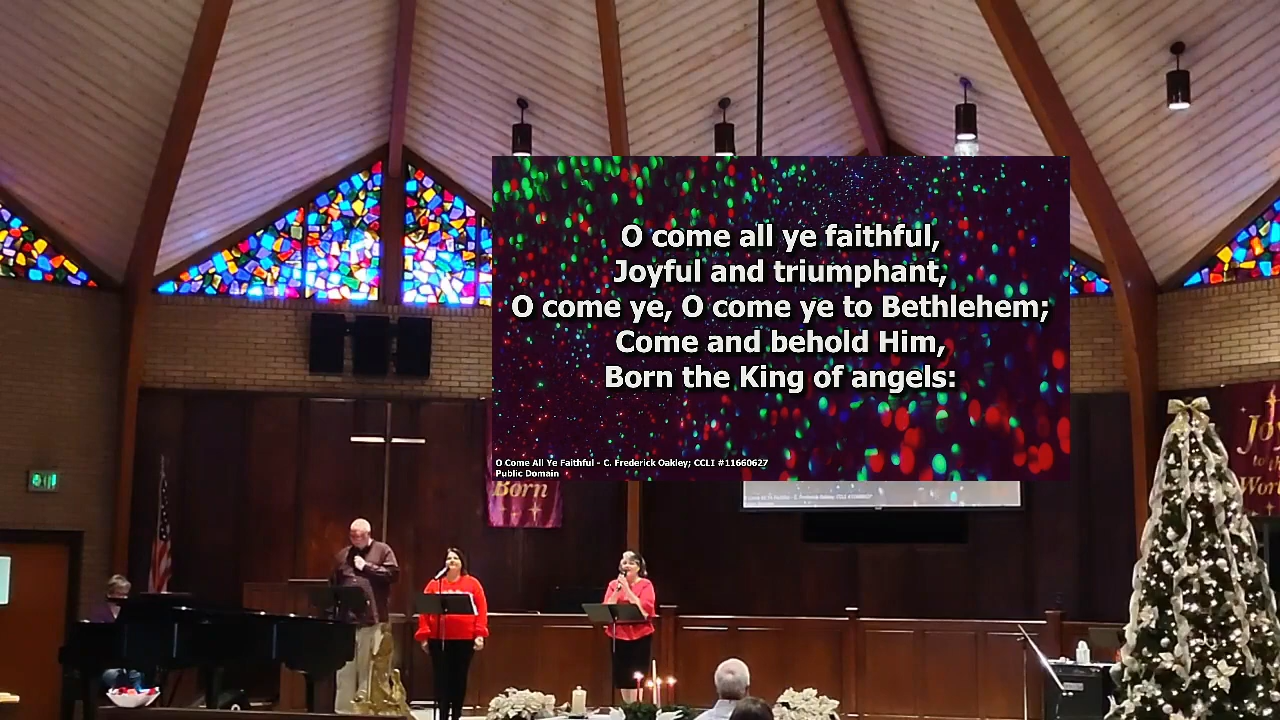 O come all ye faithful,
Joyful and triumphant,
O come ye, O come ye to Bethlehem;
Come and behold Him,
Born the King of angels:
O Come All Ye Faithful - C. Frederick Oakley; CCLI #11660627
Public Domain
Born